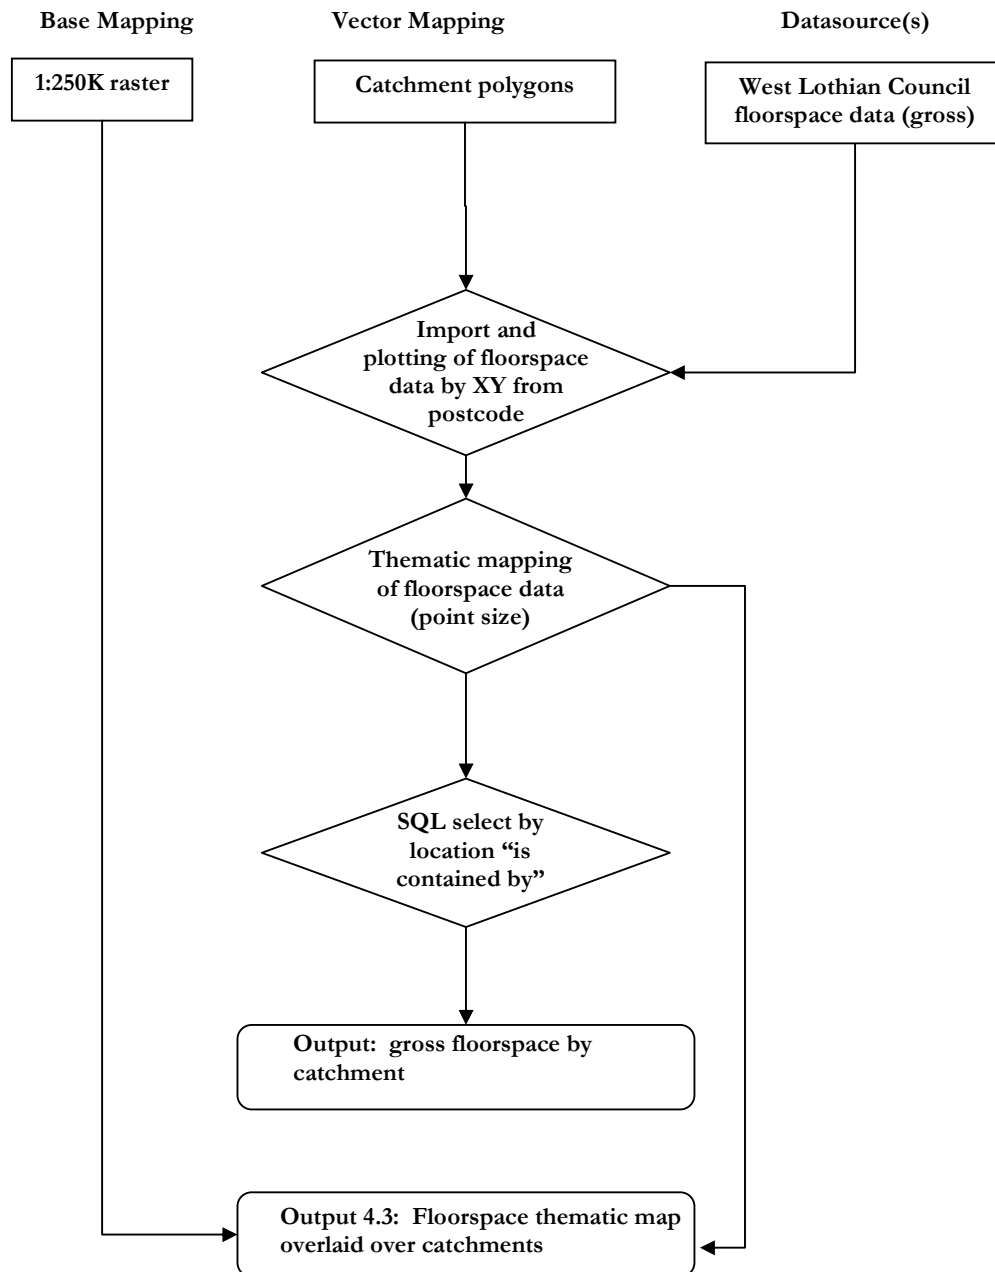 Base Mapping
Vector Mapping
Datasource(s)
1:250K raster
Catchment polygons
West Lothian Council
floorspace data (gross)
Import and
plotting of floorspace
data by XY from
postcode
Thematic mapping
of floorspace data
(point size)
SQL select by
location “is
contained by”
Output:  gross floorspace by
catchment
Output 4.3:  Floorspace thematic map
overlaid over catchments